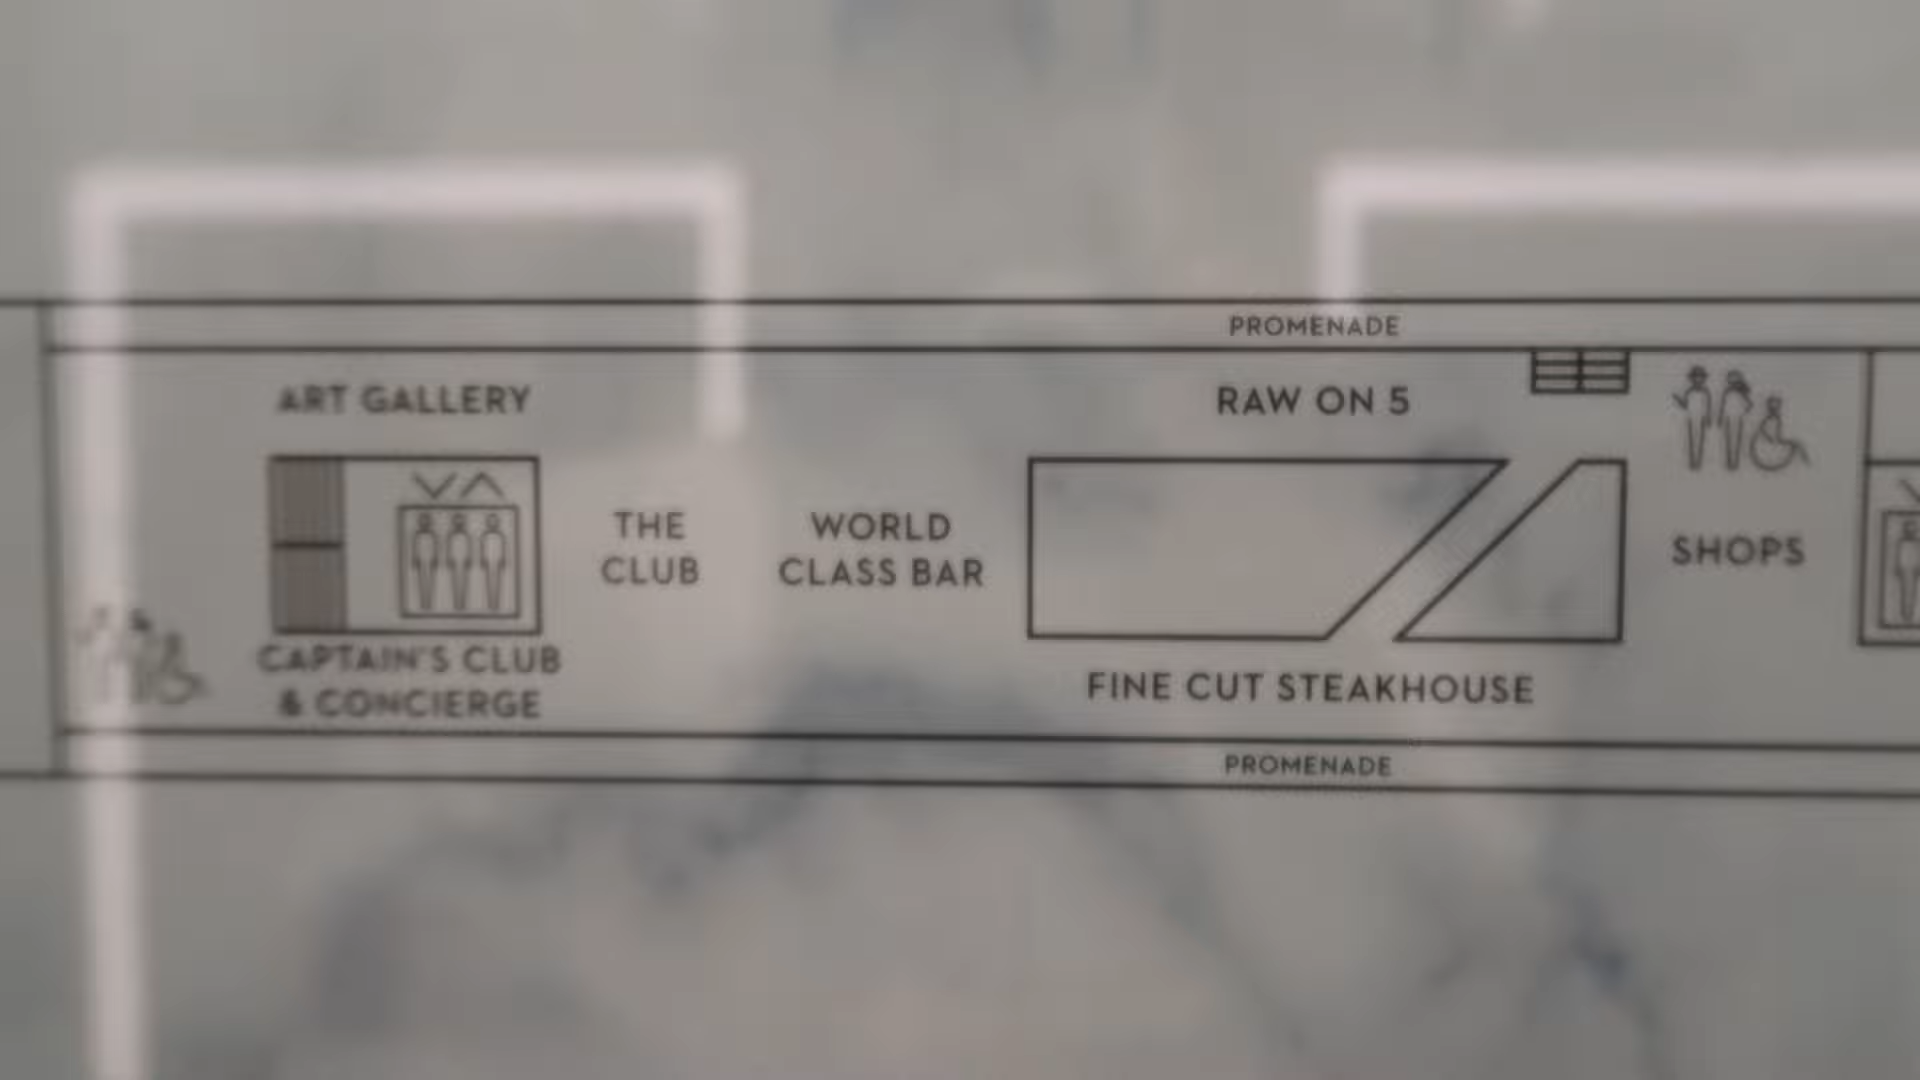 PROMENADE
ART GALLERY
RAW ON 5
THE
CLUB
WORLD
CLASS BAR
SHOPS
CAPTAIN'S CLUB
& CONCIERGE
FINE CUT STEAKHOUSE
PROMENADE